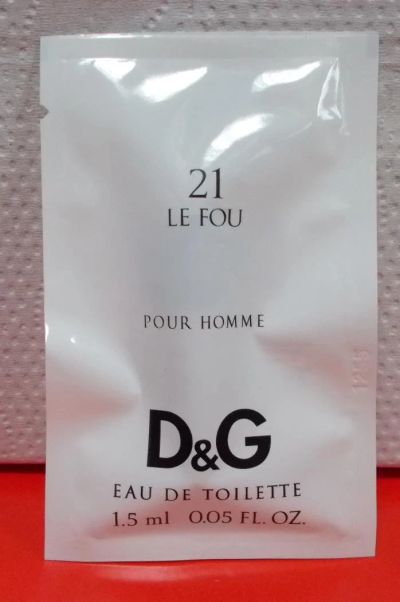 21
LE FOU
POUR HOMME
D&G
EAU DE TOILETTE
1.5 ml 0.05 FL. OZ.